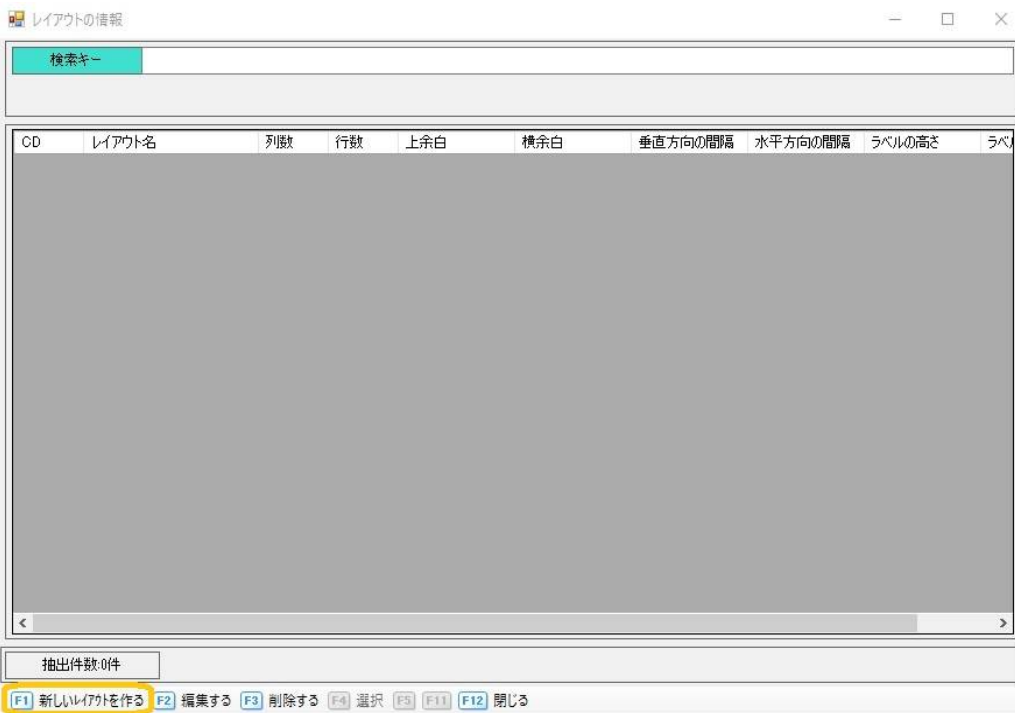 レイアウトの情報
検索キー
CD レイアウト名 列数 行数 上余白 横余白 垂直方向の間隔 水平方向の間隔 ラベルの高さ ラベ
抽出件数:0件
F1 新しいレイアウトを作る F2 編集する F3 削除する F4 選択 F5 F11 F12 閉じる